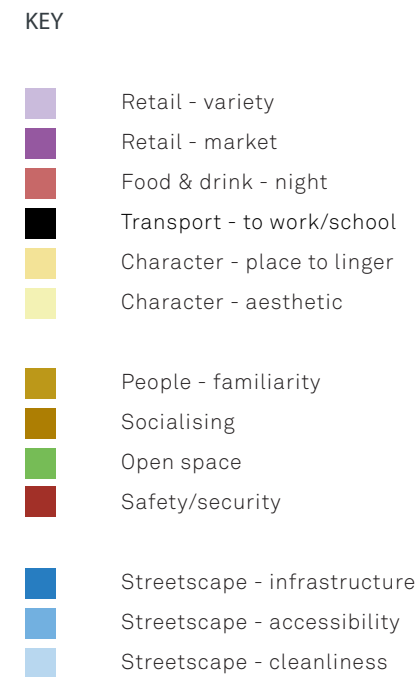 KEY
Retail - variety
Retail - market
Food & drink - night
Transport - to work/school
Character - place to linger
Character - aesthetic
People - familiarity
Socialising
Open space
Safety/security
Streetscape - infrastructure
Streetscape - accessibility
Streetscape - cleanliness